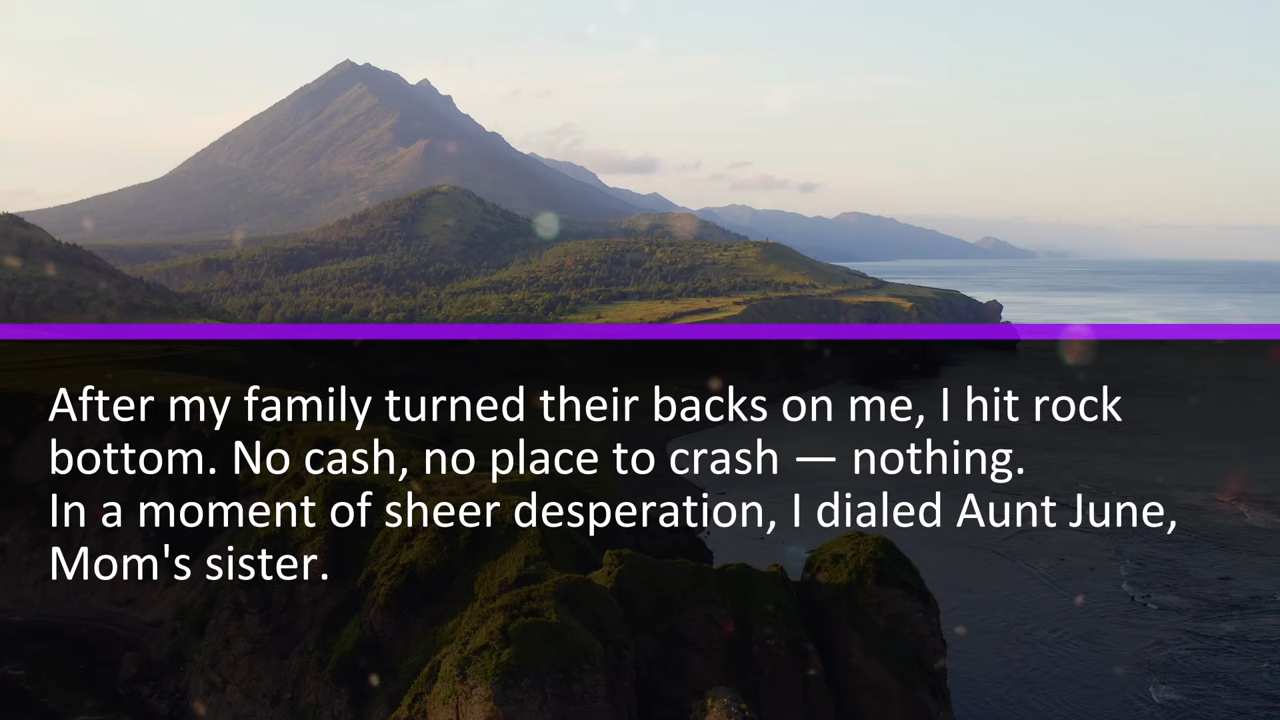 After my family turned their backs on me, I hit rock
bottom. No cash, no place to crash — nothing.
In a moment of sheer desperation, I dialed Aunt June,
Mom's sister.